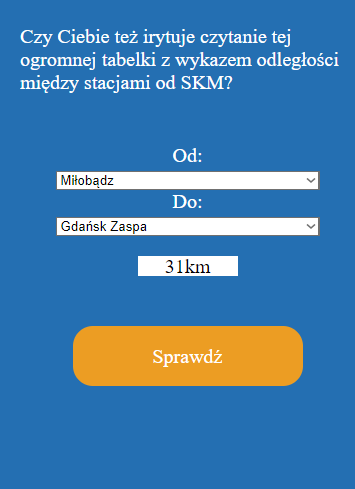 Czy Ciebie też irytuje czytanie tej
ogromnej tabelki z wykazem odległości
między stacjami od SKM?
Od:
Miłobądz
Do:
Gdańsk Zaspa
31km
Sprawdź